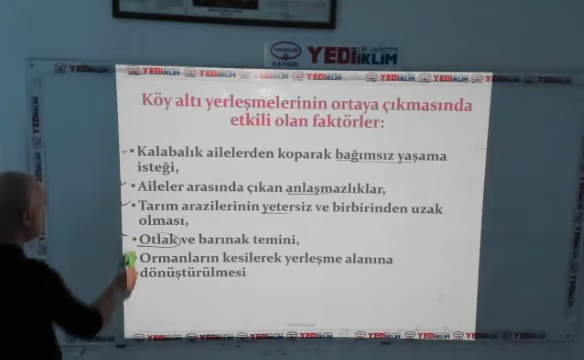 YEDİİKLİM
akademi
Köy altı yerleşmelerinin ortaya çıkmasında
etkili olan faktörler:
• Kalabalık ailelerden koparak bağımsız yaşama
isteği,
• Aileler arasında çıkan anlaşmazlıklar,
• Tarım arazilerinin yetersiz ve birbirinden uzak
olması,
• Otlak ve barınak temini,
Ormanların kesilerek yerleşme alanına
dönüştürülmesi